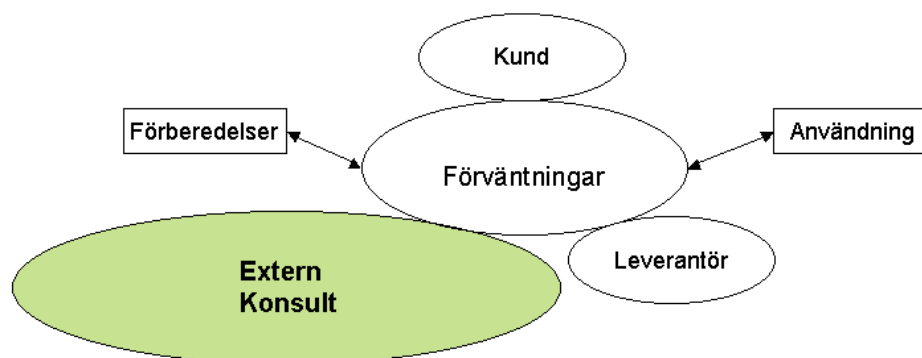 Kund
Förberedelser
Användning
Förväntningar
Leverantör
Extern
Konsult